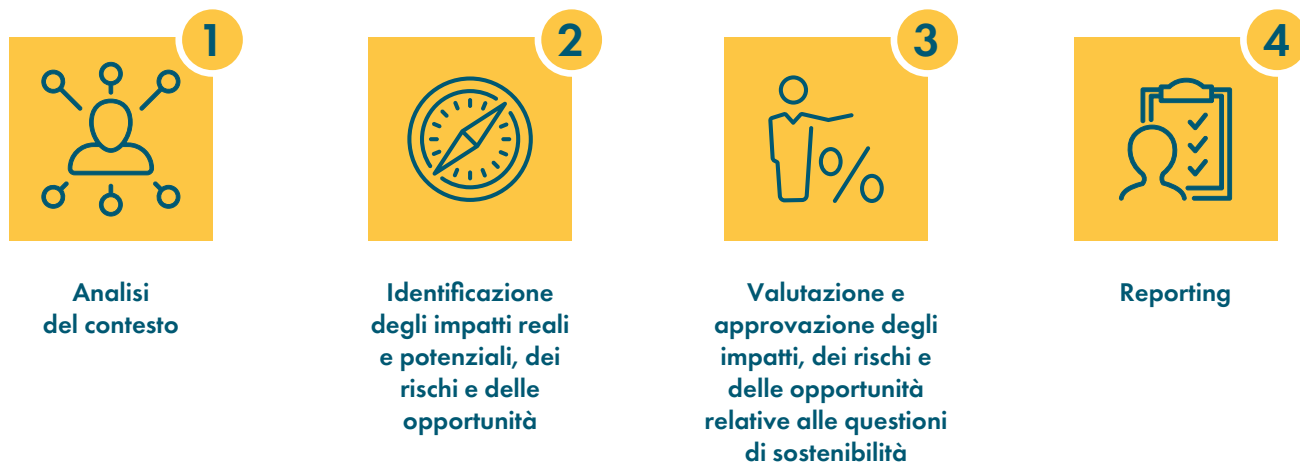 1
Analisi
del contesto
2
Identificazione
degli impatti reali
e potenziali, dei
rischi e delle
opportunità
3
%
Valutazione e
approvazione degli
impatti, dei rischi e
delle opportunità
relative alle questioni
di sostenibilità
4
Reporting